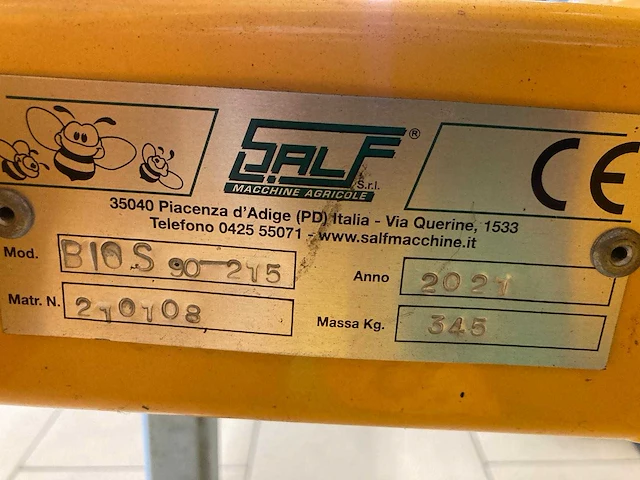 SALF®
S.r.l.
MACCHINE AGRICOLE
CE
35040 Piacenza d'Adige (PD) Italia - Via Querine, 1533
Telefono 0425 55071 - www.salfmacchine.it
Mod. BIOS 90-215
Anno 2021
Matr. N. 210108
Massa Kg. 345